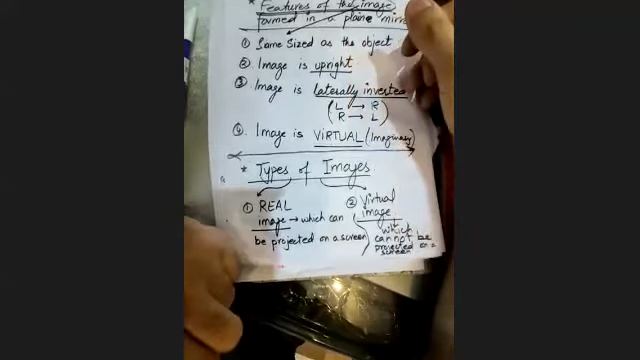 * Features of the image
formed in a plane mirr
① Same sized as the object
② Image is upright
③ Image is laterally inverted
(L → R
R → L)
④ Image is VIRTUAL (Imaginary)
* Types of Images
① REAL image → which can be projected on a screen
② Virtual image
which cannot be projected on a screen